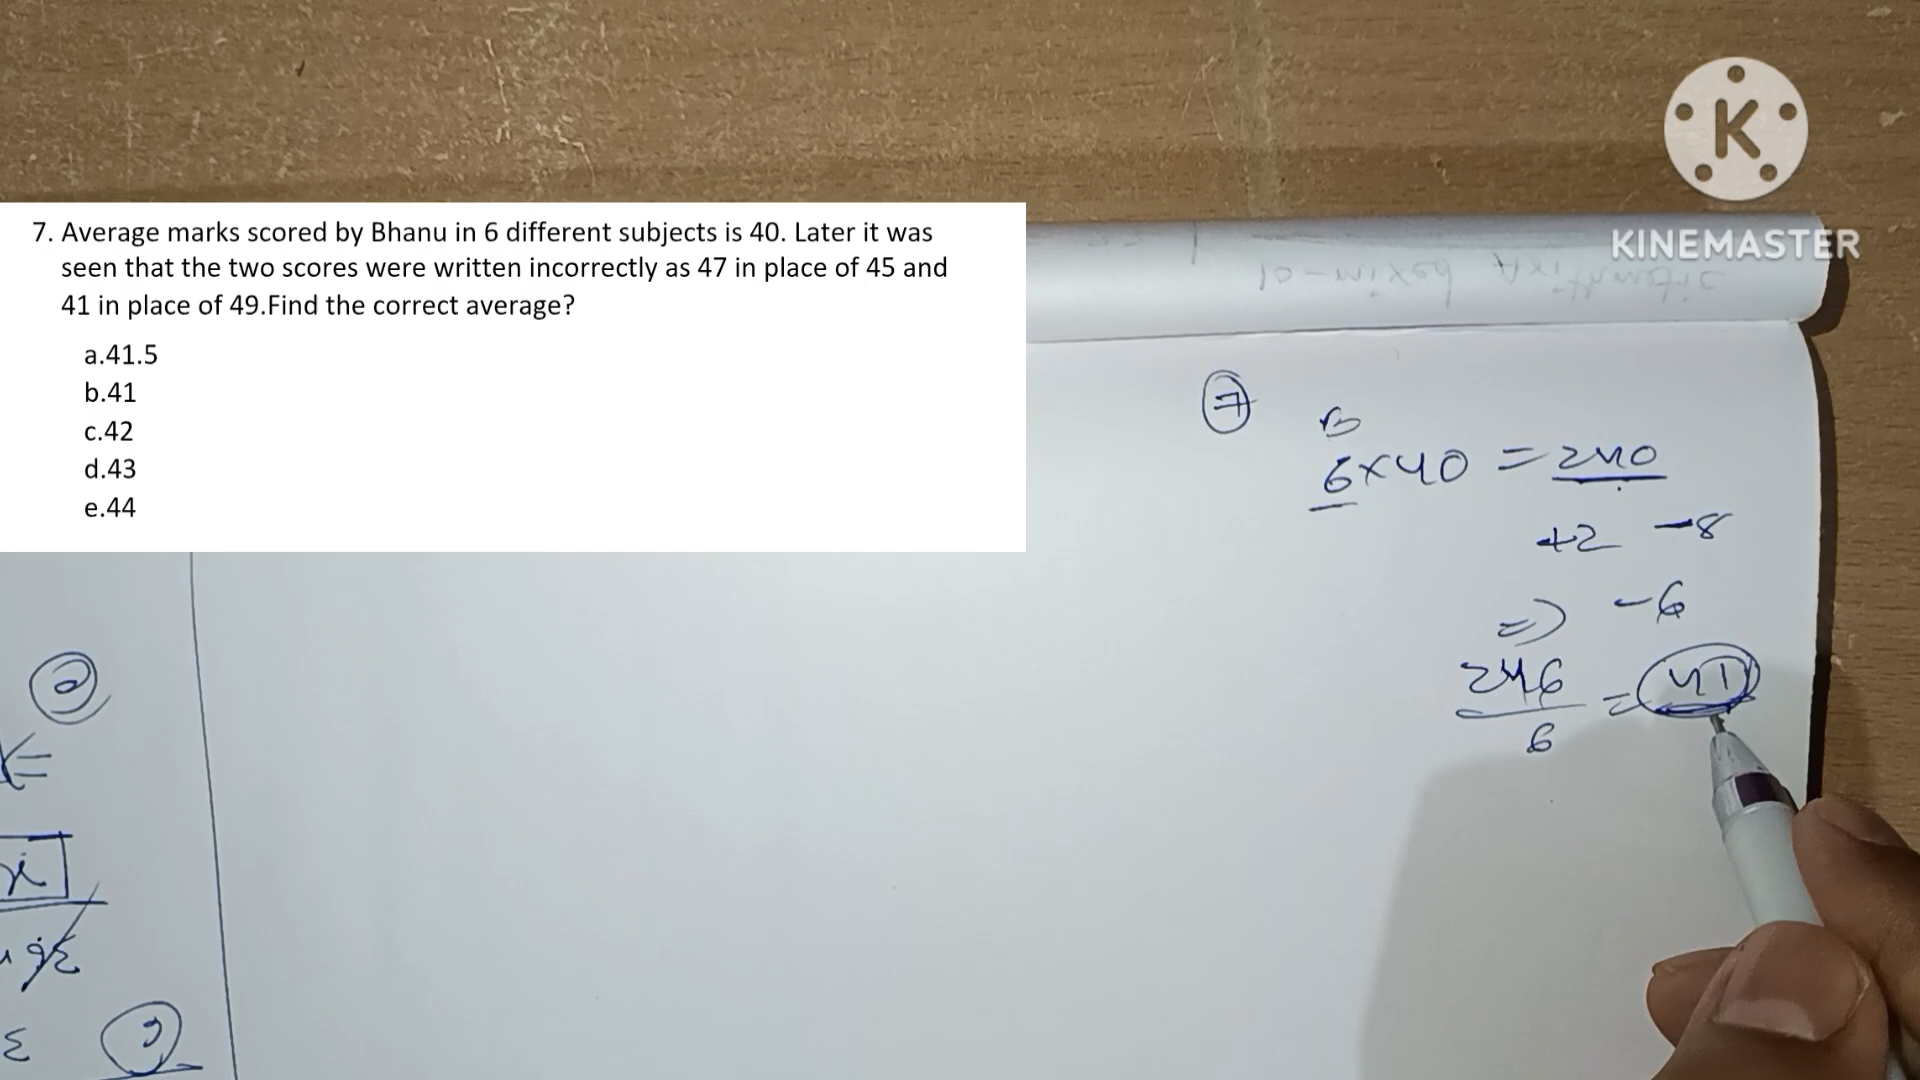 KINEMASTER
7. Average marks scored by Bhanu in 6 different subjects is 40. Later it was
seen that the two scores were written incorrectly as 47 in place of 45 and
41 in place of 49.Find the correct average?
a.41.5
b.41
c.42
d.43
e.44
7
6×40 = 240
+2 -8
=) -6
246
6
= 41